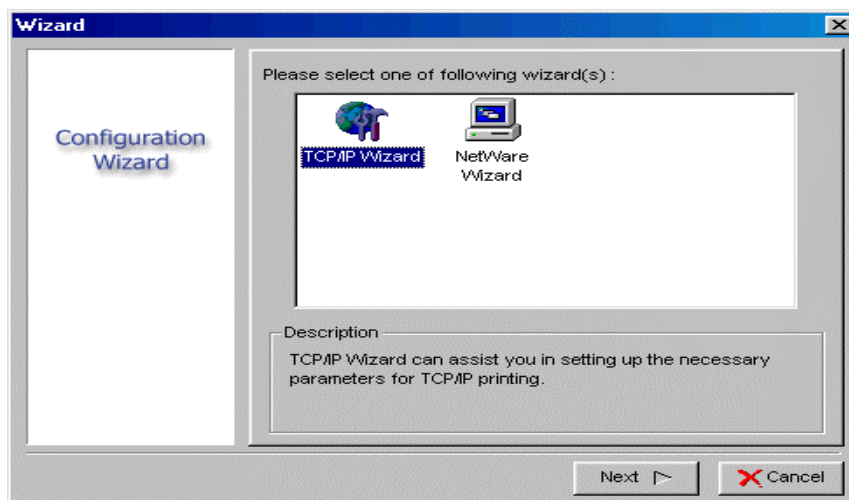 Wizard
Configuration
Wizard
Please select one of following wizard(s) :
TCP/IP Wizard
NetWare
Wizard
Description
TCP/IP Wizard can assist you in setting up the necessary
parameters for TCP/IP printing.
Next
Cancel